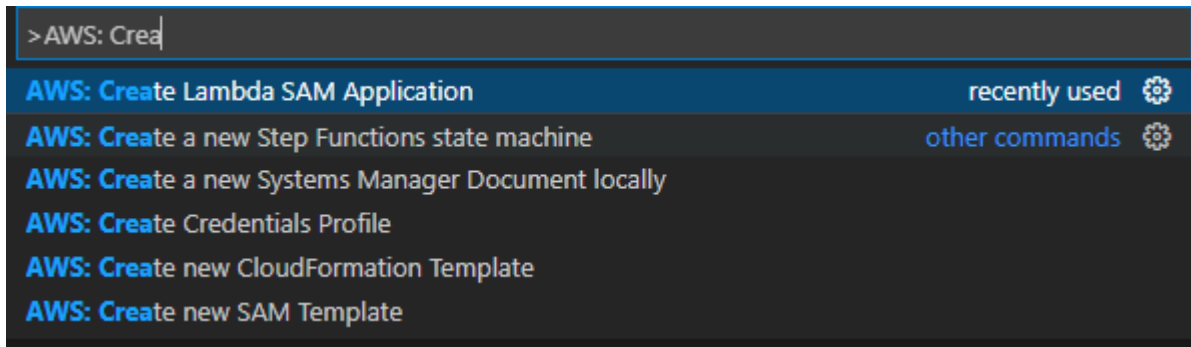 >AWS: Crea
AWS: Create Lambda SAM Application recently used
AWS: Create a new Step Functions state machine other commands
AWS: Create a new Systems Manager Document locally
AWS: Create Credentials Profile
AWS: Create new CloudFormation Template
AWS: Create new SAM Template